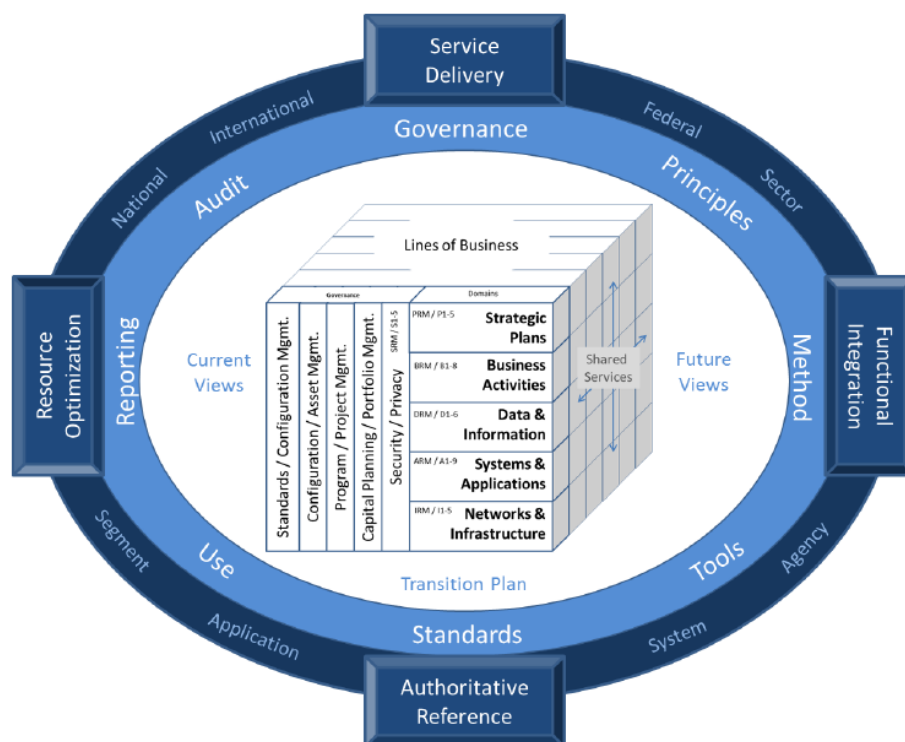 Service
Delivery
International
Federal
National
Sector
Governance
Audit
Principles
Resource
Optimization
Reporting
Method
Functional
Integration
Lines of Business
Governance
Domains
Standards / Configuration Mgmt.
Configuration / Asset Mgmt.
Program / Project Mgmt.
Capital Planning / Portfolio Mgmt.
Security / Privacy
SRM / S1-5
PRM / P1-5
Strategic
Plans
BRM / B1-8
Business
Activities
DRM / D1-6
Data &
Information
ARM / A1-9
Systems &
Applications
IRM / I1-5
Networks &
Infrastructure
Shared
Services
Current
Views
Future
Views
Transition Plan
Use
Tools
Standards
Segment
Agency
Application
System
Authoritative
Reference